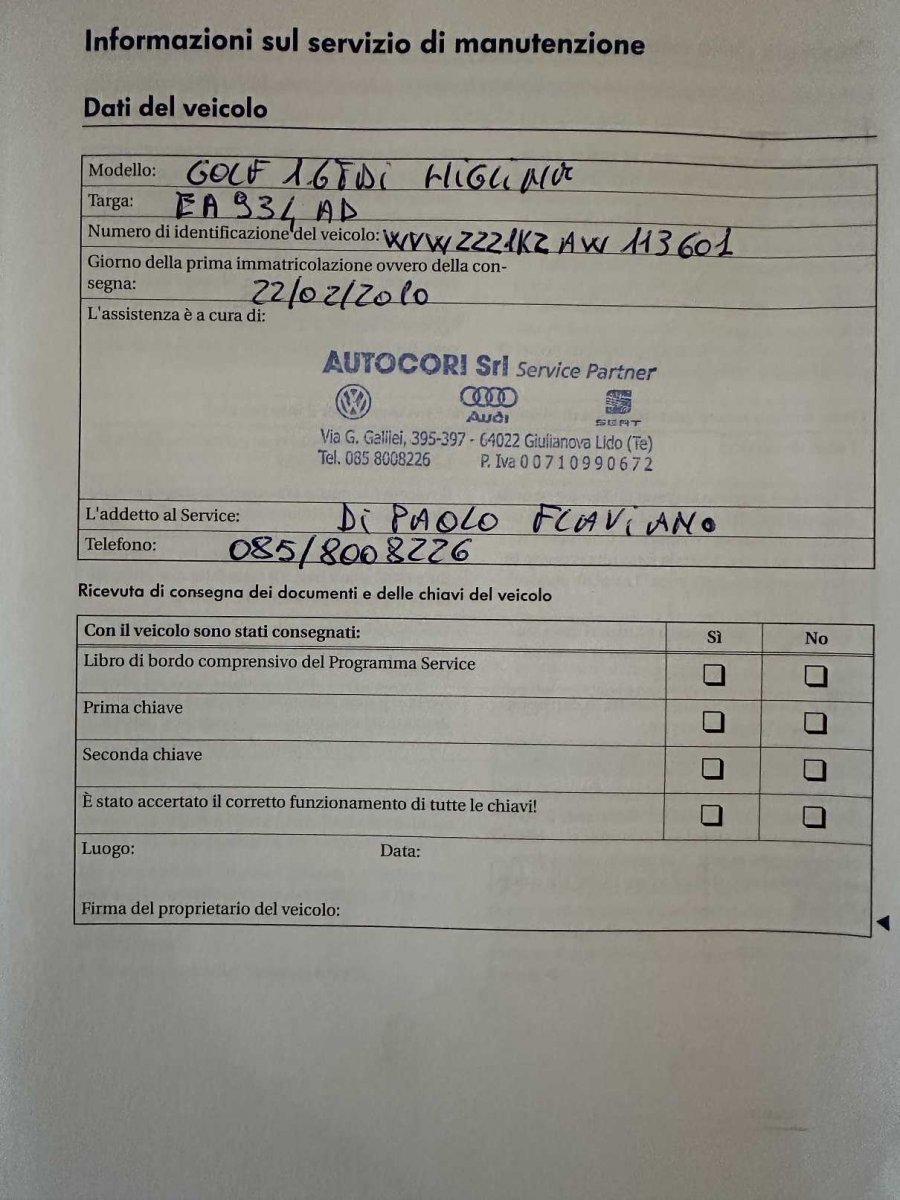 Informazioni sul servizio di manutenzione
Dati del veicolo
Modello: GOLF 1.6 TDi HIGLINE
Targa: EA 934 AD
Numero di identificazione del veicolo: WVWZZZ1KZAW113601
Giorno della prima immatricolazione ovvero della con-
segna: 22/02/2010
L'assistenza è a cura di:
AUTOCORI Srl Service Partner
Audi SEAT
Via G. Galilei, 395-397 - 64022 Giulianova Lido (Te)
Tel. 085 8008226 P. Iva 00710990672
L'addetto al Service: Di PAOLO FLAViANO
Telefono: 085/8008226
Ricevuta di consegna dei documenti e delle chiavi del veicolo
Con il veicolo sono stati consegnati: Sì No
Libro di bordo comprensivo del Programma Service
Prima chiave
Seconda chiave
È stato accertato il corretto funzionamento di tutte le chiavi!
Luogo: Data:
Firma del proprietario del veicolo: